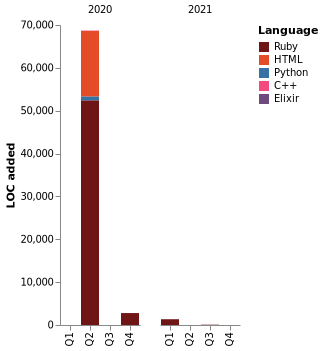 2020
2021
70,000
60,000
50,000
40,000
30,000
20,000
10,000
0
LOC added
Q1
Q2
Q3
Q4
Q1
Q2
Q3
Q4
Language
Ruby
HTML
Python
C++
Elixir